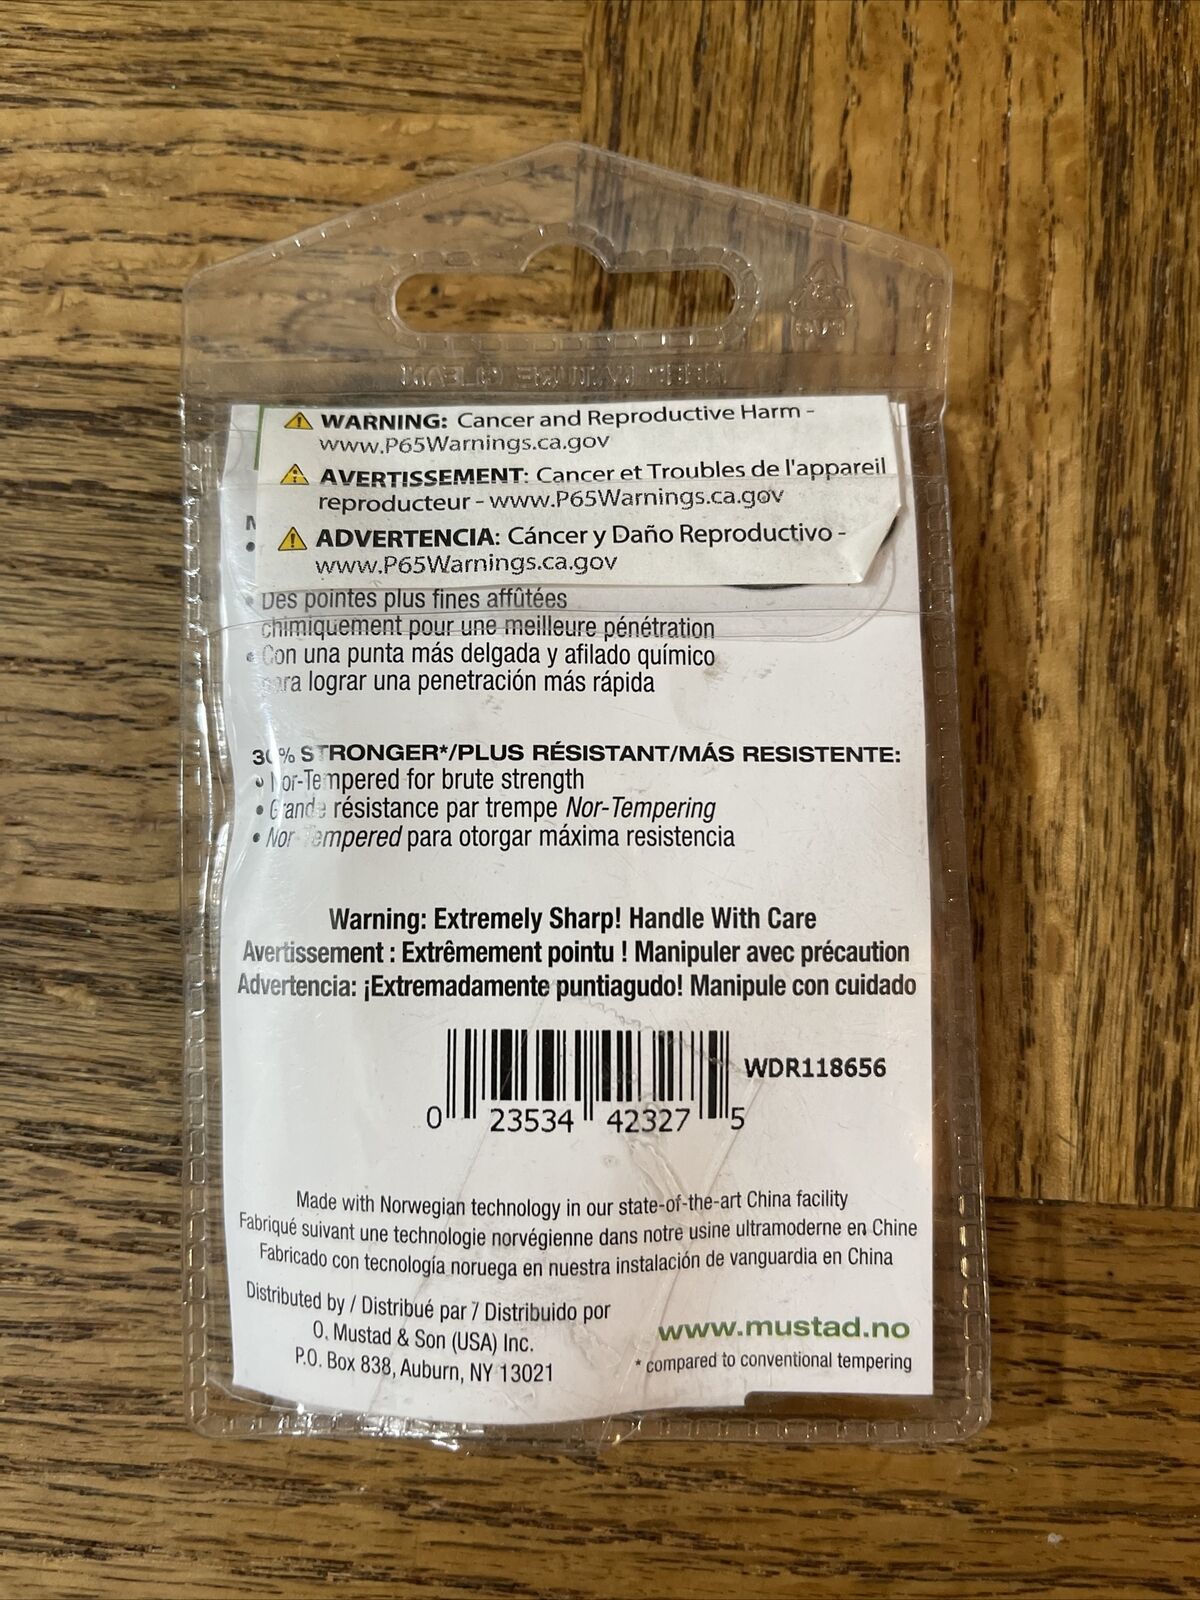 WARNING: Cancer and Reproductive Harm -
www.P65Warnings.ca.gov
AVERTISSEMENT: Cancer et Troubles de l'appareil
reproducteur - www.P65Warnings.ca.gov
ADVERTENCIA: Cáncer y Daño Reproductivo -
www.P65Warnings.ca.gov
• Des pointes plus fines affûtées
chimiquement pour une meilleure pénétration
• Con una punta más delgada y afilado químico
para lograr una penetración más rápida
30% STRONGER*/PLUS RÉSISTANT/MÁS RESISTENTE:
• Nor-Tempered for brute strength
• Grande résistance par trempe Nor-Tempering
• Nor-Tempered para otorgar máxima resistencia
Warning: Extremely Sharp! Handle With Care
Avertissement : Extrêmement pointu ! Manipuler avec précaution
Advertencia: ¡Extremadamente puntiagudo! Manipule con cuidado
WDR118656
0 23534 42327 5
Made with Norwegian technology in our state-of-the-art China facility
Fabriqué suivant une technologie norvégienne dans notre usine ultramoderne en Chine
Fabricado con tecnología noruega en nuestra instalación de vanguardia en China
Distributed by / Distribué par / Distribuido por
O. Mustad & Son (USA) Inc.
P.O. Box 838, Auburn, NY 13021
www.mustad.no
* compared to conventional tempering